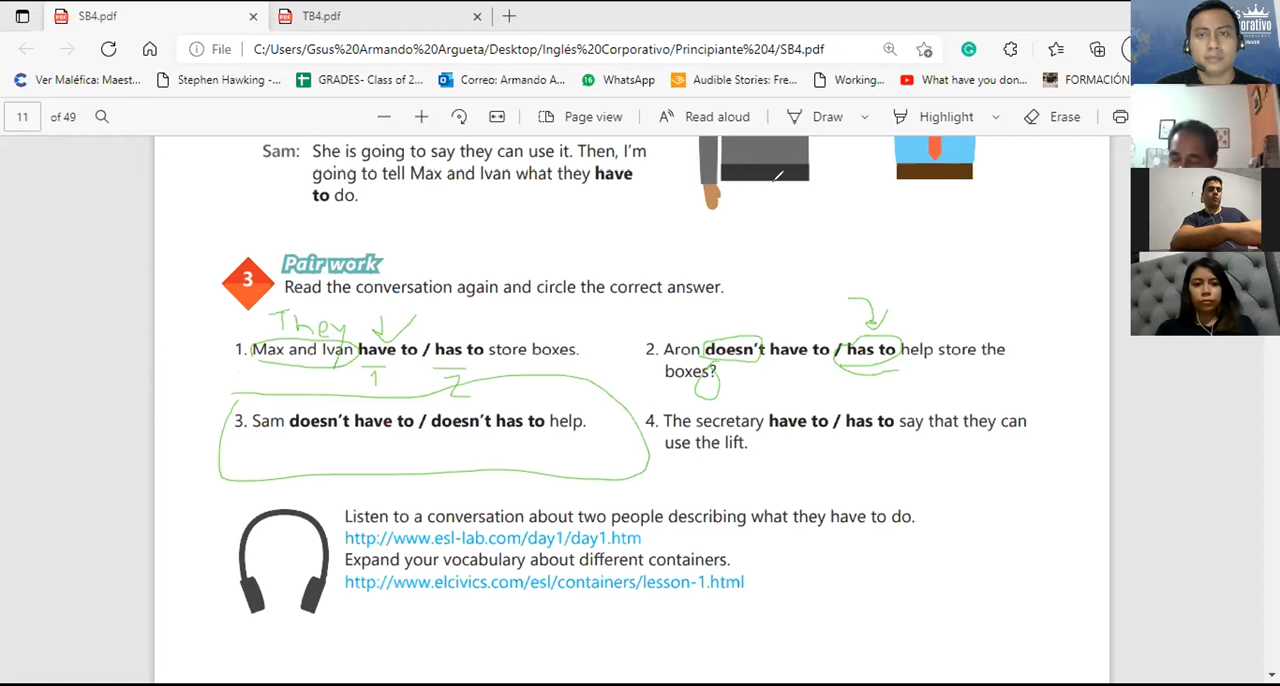 SB4.pdf
TB4.pdf
File
C:/Users/Gsus%20Armando%20Argueta/Desktop/Inglés%20Corporativo/Principiante%204/SB4.pdf
Ver Maléfica: Maest...
Stephen Hawking -...
GRADES- Class of 2...
Correo: Armando A...
WhatsApp
Audible Stories: Fre...
Working...
What have you don...
FORMACIÓN
11 of 49
Page view
Read aloud
Draw
Highlight
Erase
Sam: She is going to say they can use it. Then, I'm
going to tell Max and Ivan what they have
to do.
3
Pair work
Read the conversation again and circle the correct answer.
They
1. Max and Ivan have to / has to store boxes.
1 2
2. Aron doesn't have to / has to help store the
boxes?
3. Sam doesn't have to / doesn't has to help.
4. The secretary have to / has to say that they can
use the lift.
Listen to a conversation about two people describing what they have to do.
http://www.esl-lab.com/day1/day1.htm
Expand your vocabulary about different containers.
http://www.elcivics.com/esl/containers/lesson-1.html